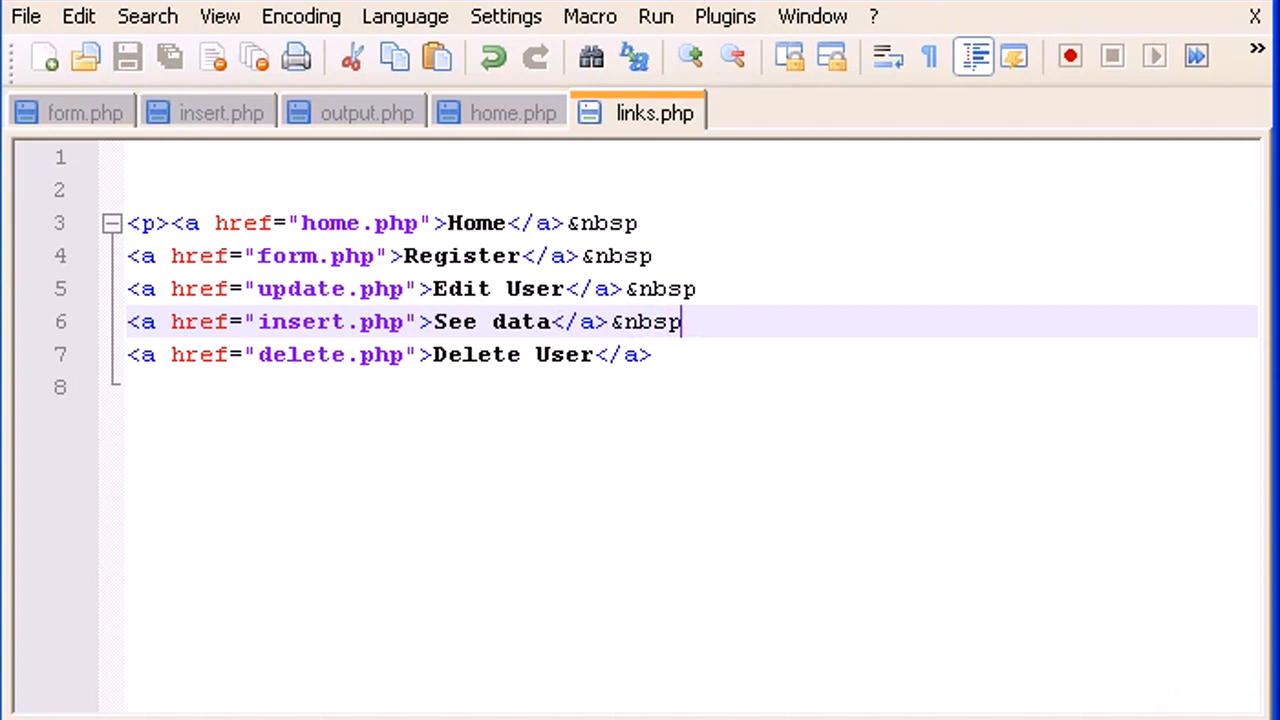 File Edit Search View Encoding Language Settings Macro Run Plugins Window ? X
form.php insert.php output.php home.php links.php
1
2
3 <p><a href="home.php">Home</a>&nbsp
4 <a href="form.php">Register</a>&nbsp
5 <a href="update.php">Edit User</a>&nbsp
6 <a href="insert.php">See data</a>&nbsp
7 <a href="delete.php">Delete User</a>
8